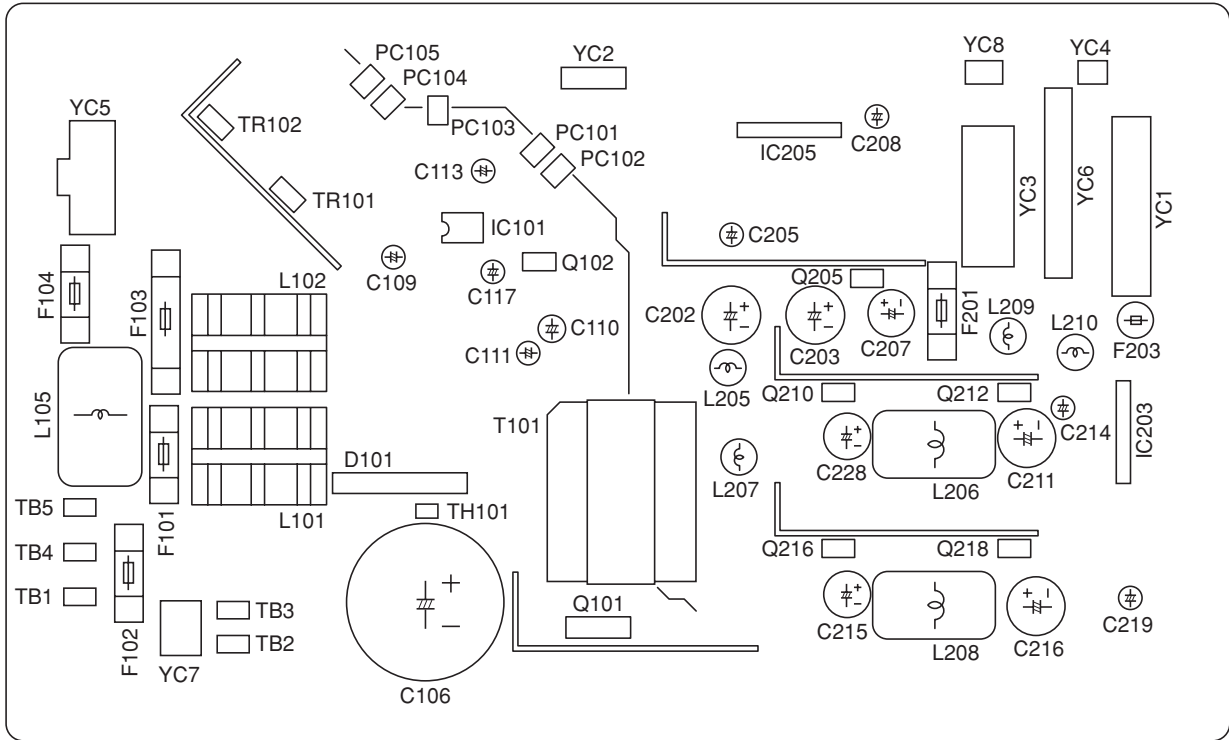 PC105
YC2
YC8
YC4
PC104
YC5
TR102
PC103
PC101
PC102
IC205
C208
C113
TR101
YC3
YC6
YC1
IC101
C205
Q102
F104
C109
L102
C117
Q205
F103
C202
F201
L209
L210
C110
C203
C207
F203
C111
L205
Q210
Q212
L105
T101
C214
IC203
D101
C228
L206
C211
L207
TB5
F101
L101
TH101
TB4
Q216
Q218
TB1
TB3
Q101
C215
C219
F102
TB2
YC7
L208
C216
C106
+
−
+
−
+
−
+
−
+
−
+
−
+
−
+
−